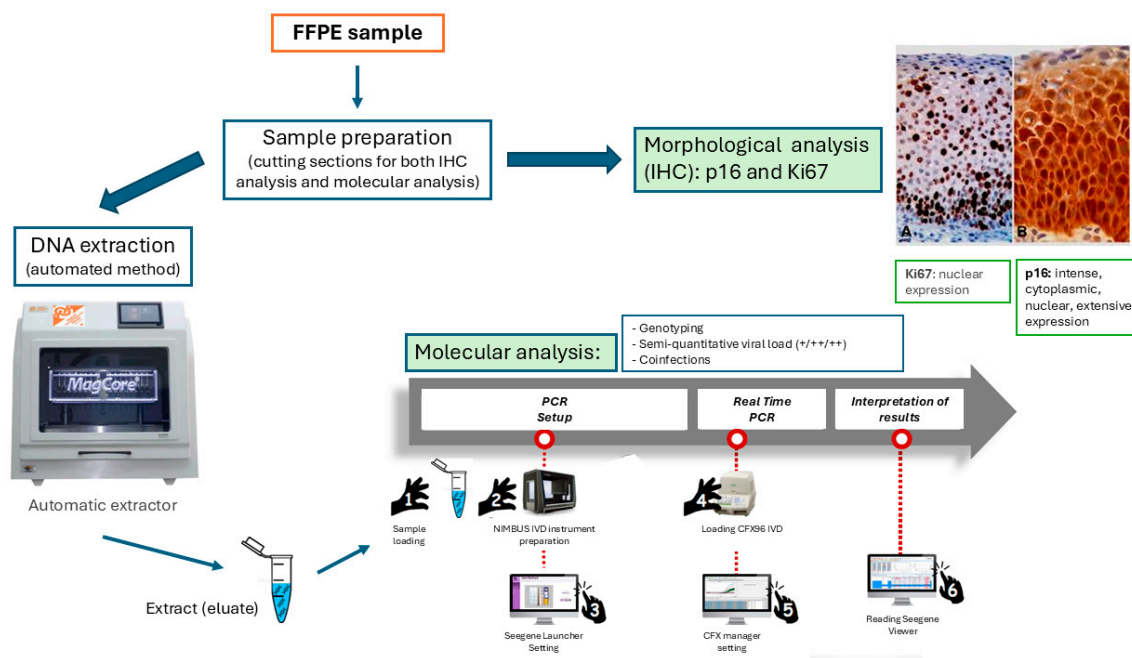 FFPE sample
Sample preparation
(cutting sections for both IHC
analysis and molecular analysis)
Morphological analysis
(IHC): p16 and Ki67
A
B
Ki67: nuclear
expression
p16: intense,
cytoplasmic,
nuclear, extensive
expression
DNA extraction
(automated method)
MagCore®
Automatic extractor
Extract (eluate)
Molecular analysis:
- Genotyping
- Semi-quantitative viral load (+/++/++)
- Coinfections
PCR
Setup
Real Time
PCR
Interpretation of
results
1
2
4
Sample
loading
NIMBUS IVD instrument
preparation
Loading CFX96 IVD
3
5
6
Seegene Launcher
Setting
CFX manager
setting
Reading Seegene
Viewer